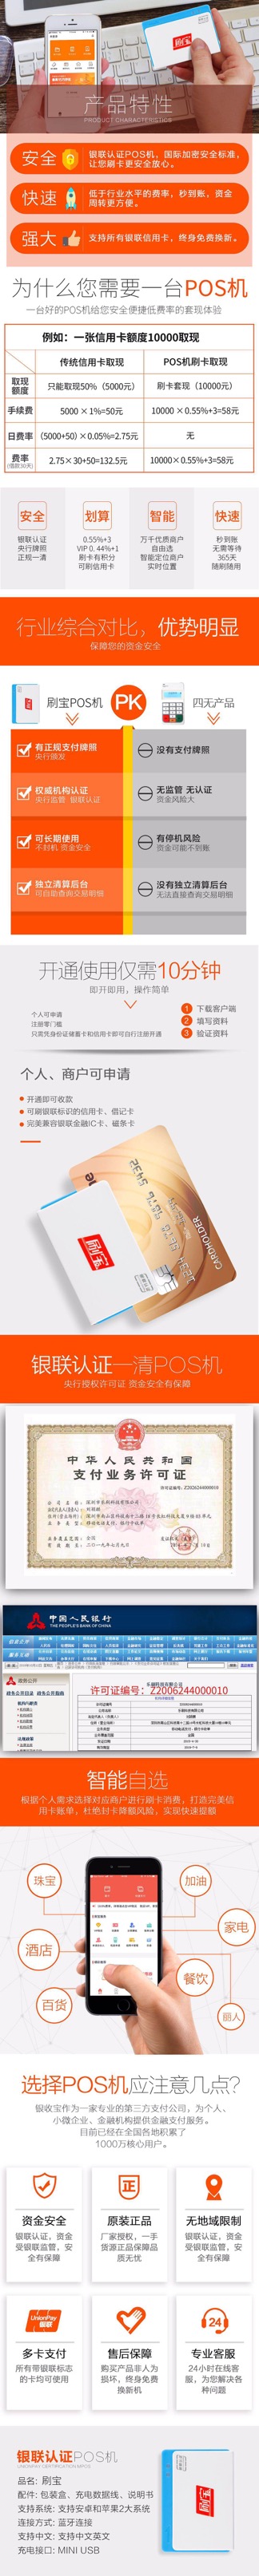 刷宝
产品特性
PRODUCT CHARACTERISTICS
安全
银联认证POS机，国际加密安全标准，
让您刷卡更安全放心。
快速
低于行业水平的费率，秒到账，资金
周转更方便。
强大
支持所有银联信用卡，终身免费换新。
为什么您需要一台POS机
一台好的POS机给您安全便捷低费率的套现体验
例如：一张信用卡额度10000取现
传统信用卡取现
POS机刷卡取现
取现
额度
只能取现50%（5000元）
刷卡套现（10000元）
手续费
5000 ×1%=50元
10000 ×0.55%+3=58元
日费率
(5000+50) ×0.05%=2.75元
无
费率
(借款30天)
2.75×30+50=132.5元
10000×0.55%+3=58元
安全
银联认证
央行牌照
正规一清
划算
0.55%+3
VIP 0.44%+1
刷卡有积分
可刷信用卡
智能
万千优质商户
自由选
智能定位商户
实时位置
快速
秒到账
无需等待
365天
随刷随用
行业综合对比，优势明显
保障您的资金安全
刷宝POS机
PK
四无产品
有正规支付牌照
央行颁发
没有支付牌照
权威机构认证
央行监管 银联认证
无监管 无认证
资金风险大
可长期使用
不封机 资金安全
有停机风险
资金可能不到账
独立清算后台
可自助查询交易明细
没有独立清算后台
无法直接查询交易明细
开通使用仅需10分钟
即开即用，操作简单
个人可申请
注册零门槛
只需凭身份证储蓄卡和信用卡即可自行注册开通
1 下载客户端
2 填写资料
3 验证资料
个人、商户可申请
开通即可收款
可刷银联标识的信用卡、借记卡
完美兼容银联金融IC卡、磁条卡
刷宝
CARDHOLDER
银联认证一清POS机
央行授权许可证 资金安全有保障
中华人民共和国
支付业务许可证
中国人民银行
THE PEOPLE'S BANK OF CHINA
许可证编号：Z2006244000010
智能自选
根据个人需求选择对应商户进行刷卡消费，打造完美信
用卡账单，杜绝封卡降额风险，实现快速提额
珠宝
加油
家电
酒店
餐饮
百货
丽人
选择POS机应注意几点?
银收宝作为一家专业的第三方支付公司，为个人、
小微企业、金融机构提供金融支付服务。
目前已经在全国各地积累了
1000万核心用户。
资金安全
银联认证，资金
受银联监管，安
全有保障
正
原装正品
厂家授权，一手
货源正品保障品
质无忧
无地域限制
银联认证，资金
受银联监管，安
全有保障
UnionPay
银联
多卡支付
所有带银联标志
的卡均可使用
售后保障
购买产品非人为
损坏，终身免费
换新机
24
专业客服
24小时在线客
服，为您解决各
种问题
银联认证POS机
UNIONPAY CERTIFICATION MPOS
品名: 刷宝
配件: 包装盒、充电数据线、说明书
支持系统: 支持安卓和苹果2大系统
连接方式: 蓝牙连接
支持中文: 支持中文英文
充电接口: MINI USB
刷宝